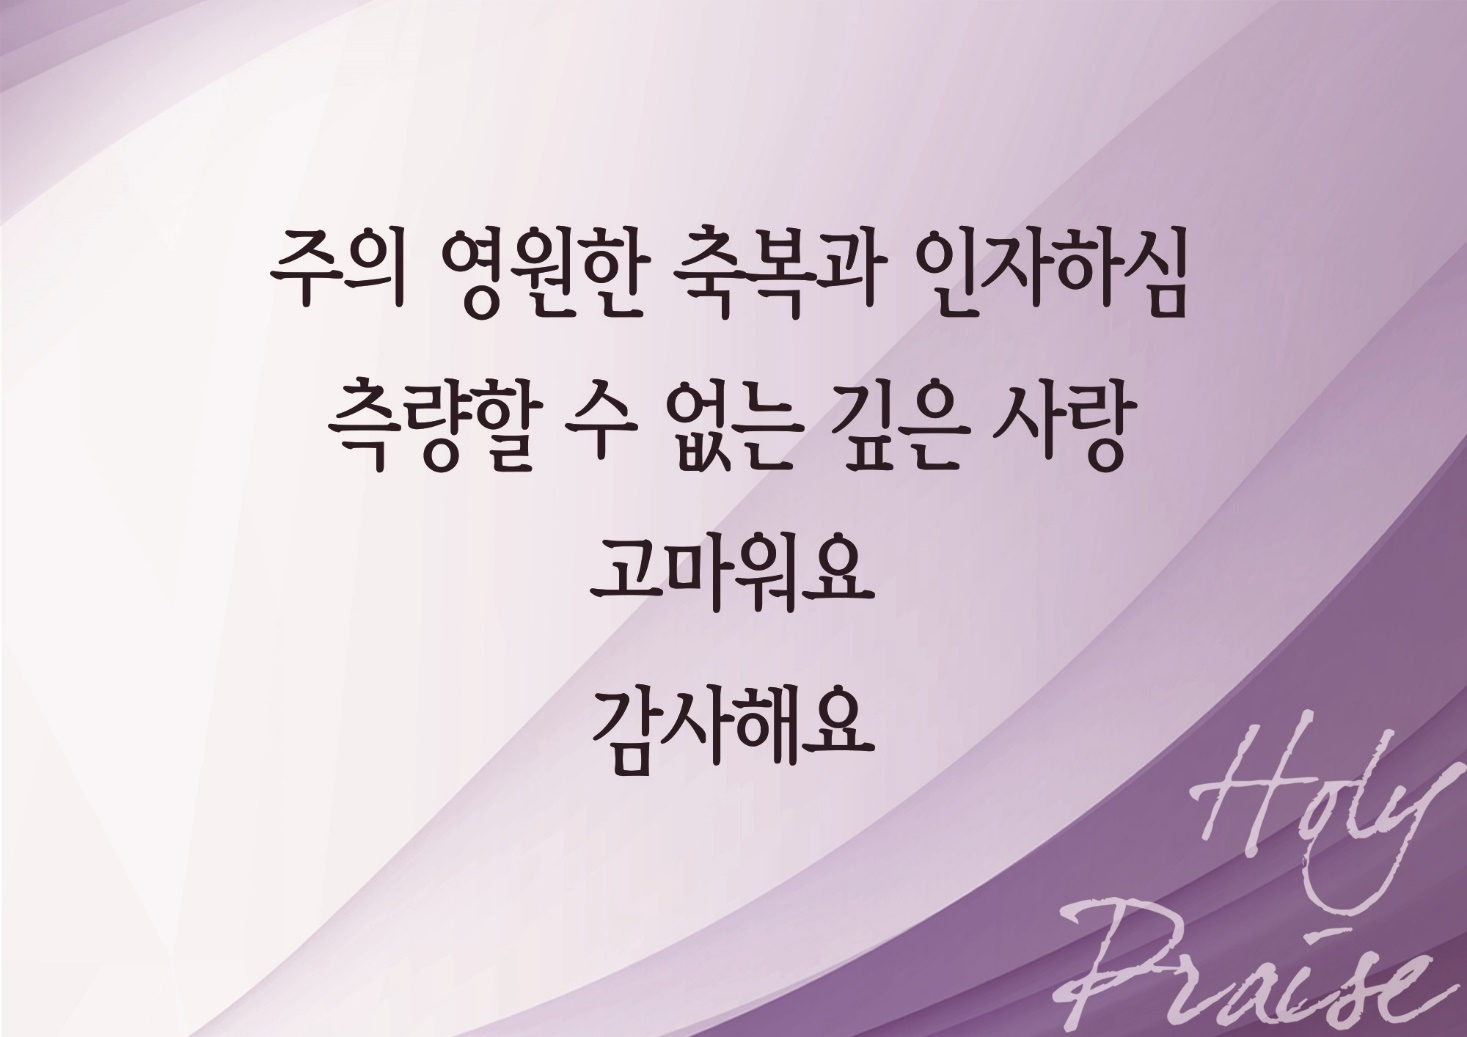 주의 영원한 축복과 인자하심
측량할 수 없는 깊은 사랑
고마워요
감사해요
Holy
Praise